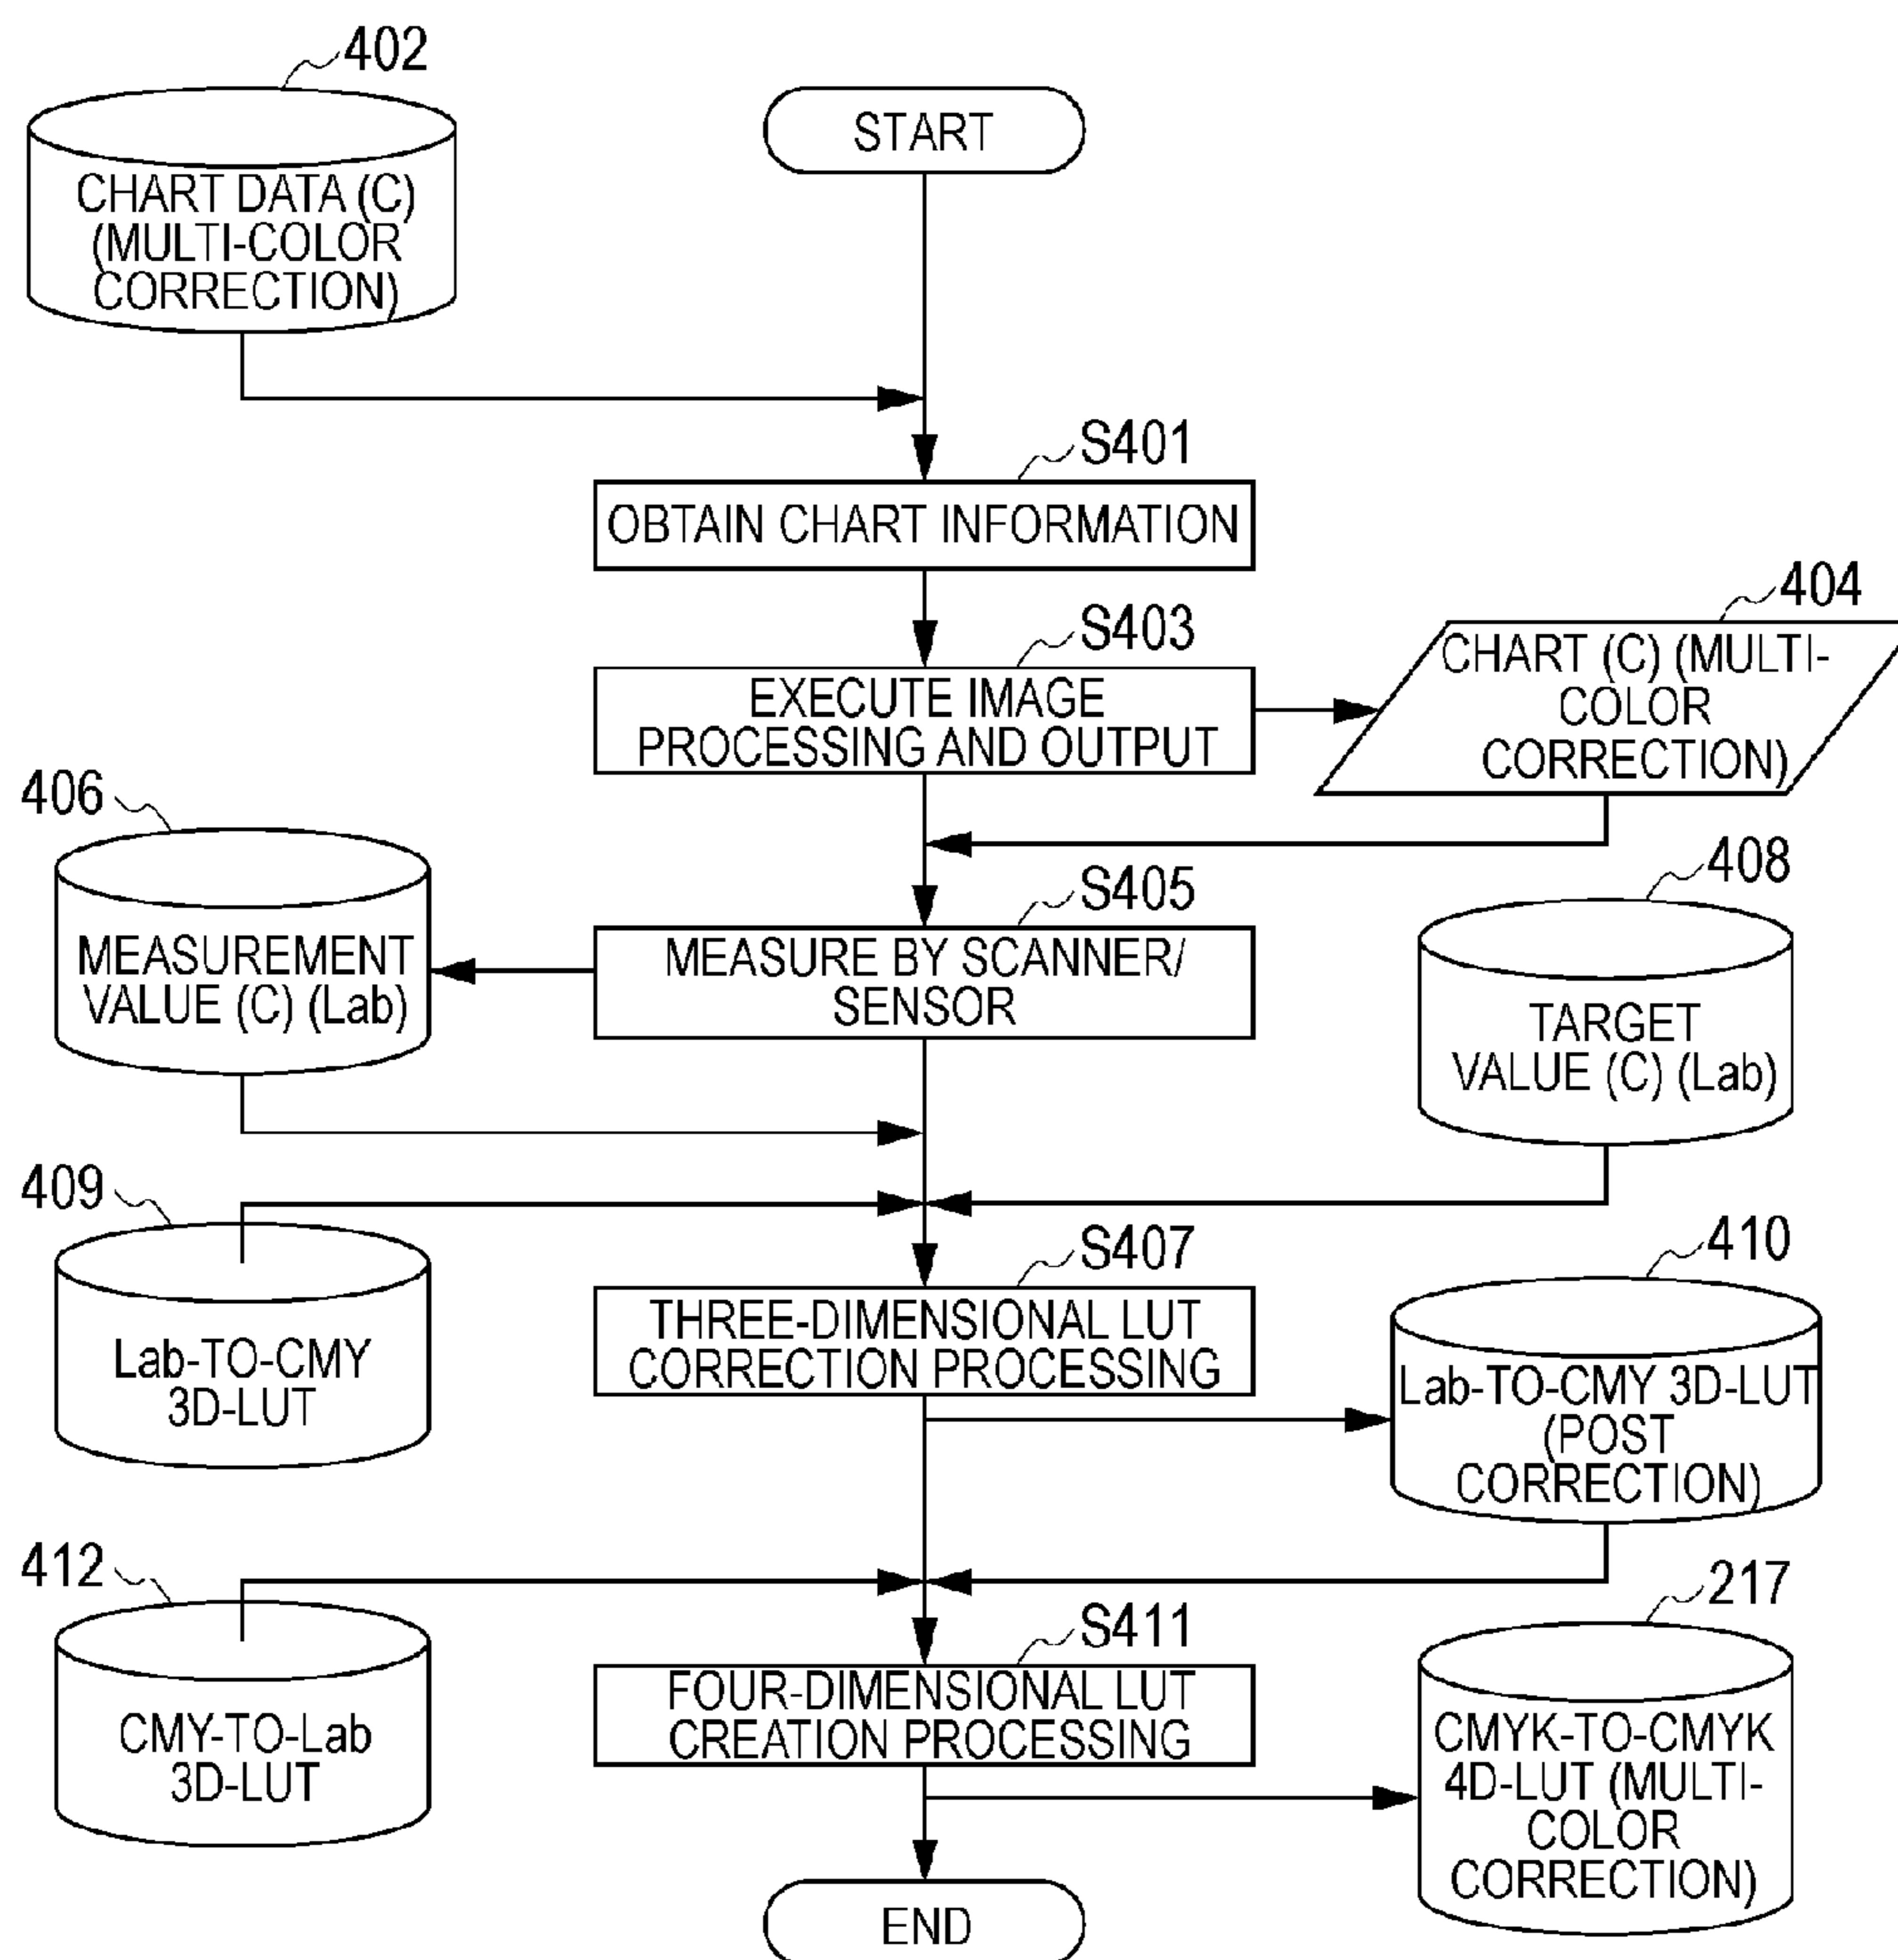 402
CHART DATA (C)
(MULTI-COLOR
CORRECTION)
START
S401
OBTAIN CHART INFORMATION
S403
EXECUTE IMAGE
PROCESSING AND OUTPUT
404
CHART (C) (MULTI-
COLOR
CORRECTION)
406
MEASUREMENT
VALUE (C) (Lab)
S405
MEASURE BY SCANNER/
SENSOR
408
TARGET
VALUE (C) (Lab)
409
Lab-TO-CMY
3D-LUT
S407
THREE-DIMENSIONAL LUT
CORRECTION PROCESSING
410
Lab-TO-CMY 3D-LUT
(POST
CORRECTION)
412
CMY-TO-Lab
3D-LUT
S411
FOUR-DIMENSIONAL LUT
CREATION PROCESSING
217
CMYK-TO-CMYK
4D-LUT (MULTI-
COLOR
CORRECTION)
END